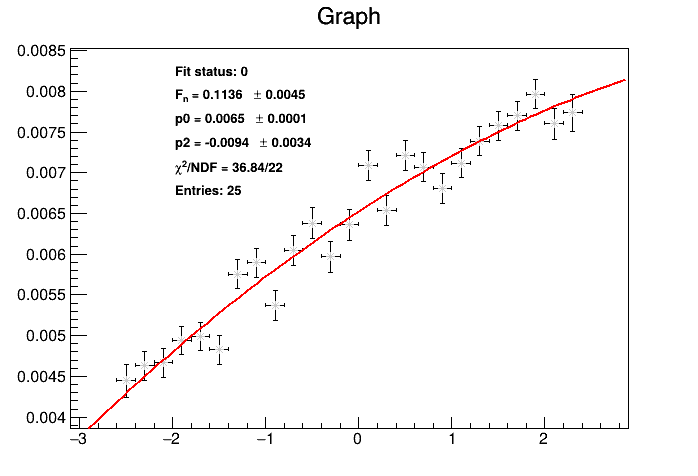 Graph
0.0085
0.008
0.0075
0.007
0.0065
0.006
0.0055
0.005
0.0045
0.004
Fit status: 0
Fn = 0.1136 ± 0.0045
p0 = 0.0065 ± 0.0001
p2 = -0.0094 ± 0.0034
χ²/NDF = 36.84/22
Entries: 25
−3 −2 −1 0 1 2